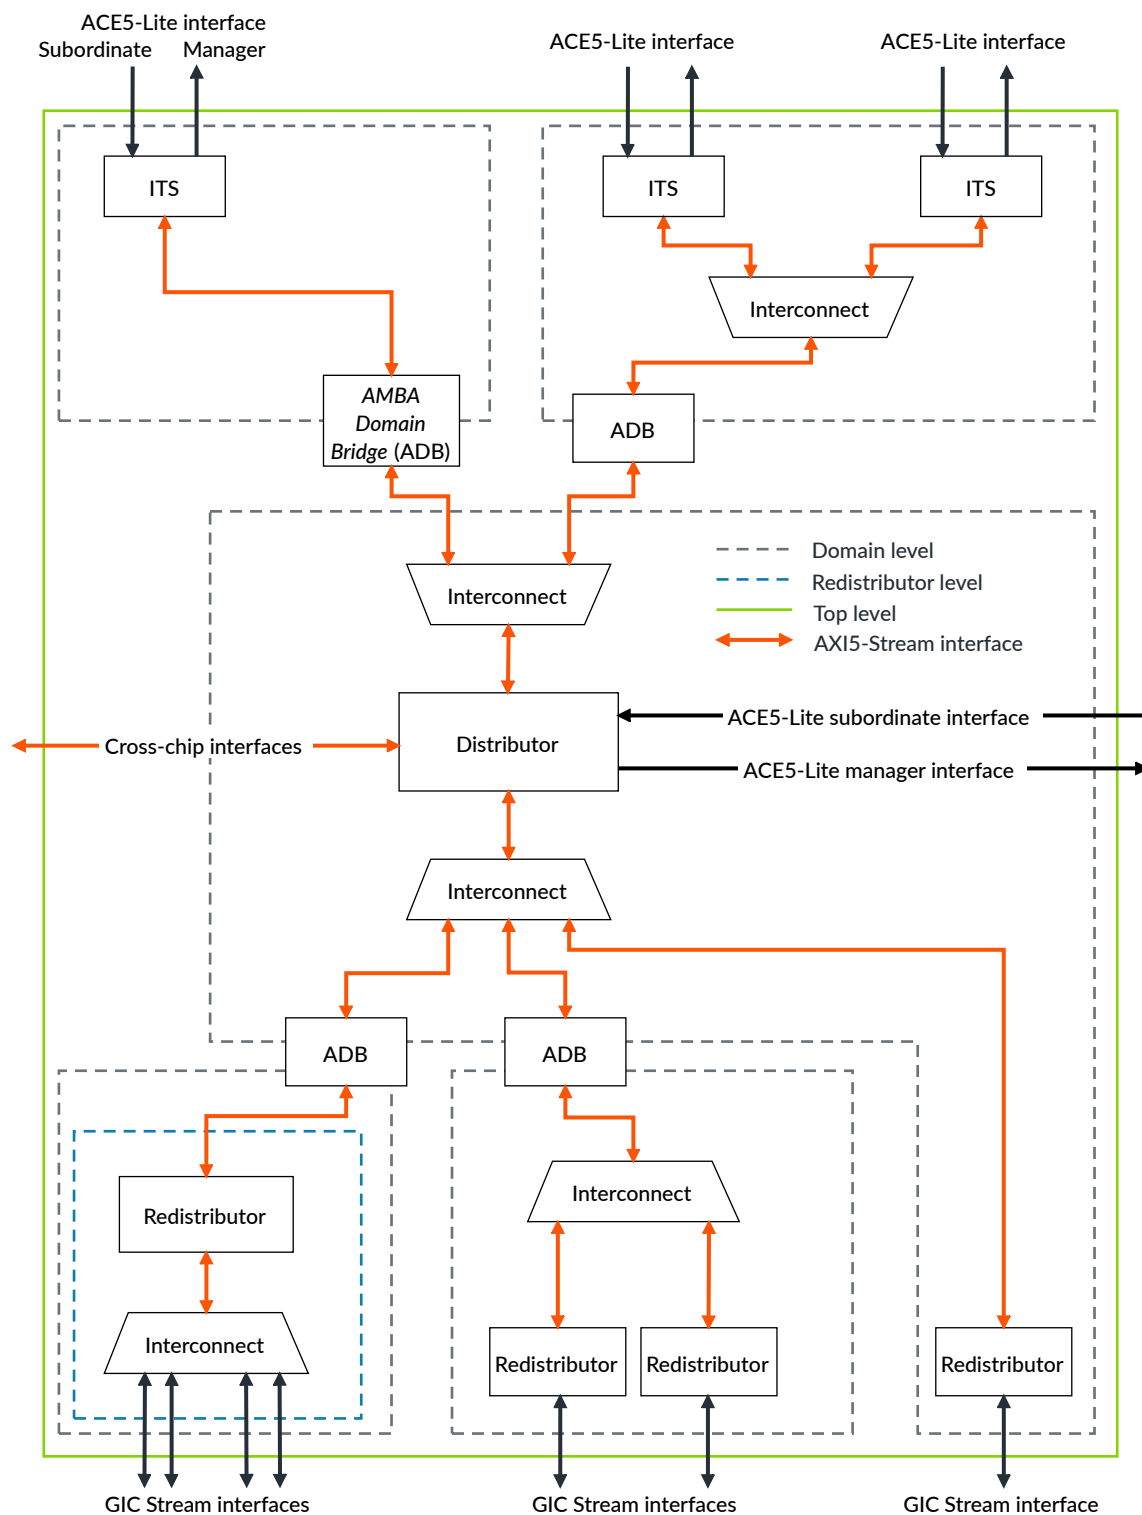 ACE5-Lite interface
Subordinate Manager
ACE5-Lite interface
ACE5-Lite interface
ITS
ITS
ITS
Interconnect
AMBA
Domain
Bridge (ADB)
ADB
Domain level
Redistributor level
Top level
AXI5-Stream interface
Interconnect
ACE5-Lite subordinate interface
Cross-chip interfaces
Distributor
ACE5-Lite manager interface
Interconnect
ADB
ADB
Redistributor
Interconnect
Interconnect
Redistributor
Redistributor
Redistributor
GIC Stream interfaces
GIC Stream interfaces
GIC Stream interface